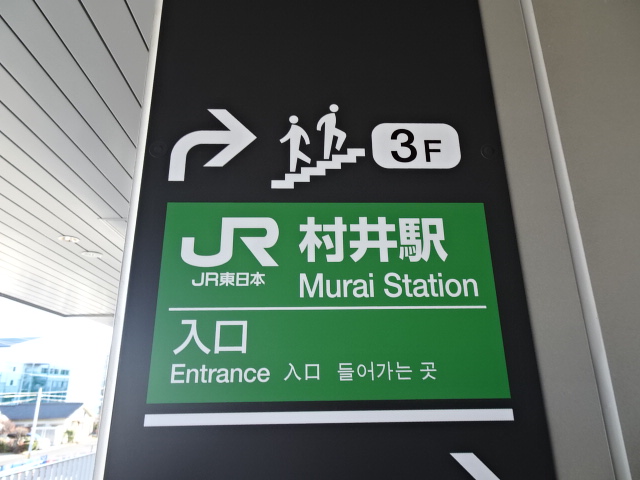 3F
JR 村井駅
JR東日本 Murai Station
入口
Entrance 入口 들어가는 곳